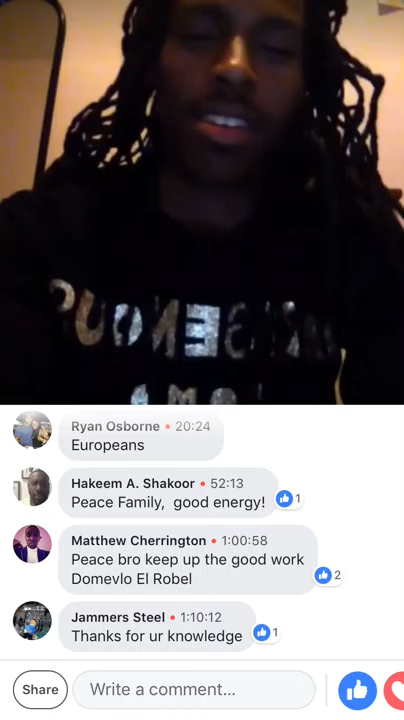 Ryan Osborne • 20:24
Europeans
Hakeem A. Shakoor • 52:13
Peace Family, good energy!
1
Matthew Cherrington • 1:00:58
Peace bro keep up the good work
Domevlo El Robel
2
Jammers Steel • 1:10:12
Thanks for ur knowledge
1
Share
Write a comment...